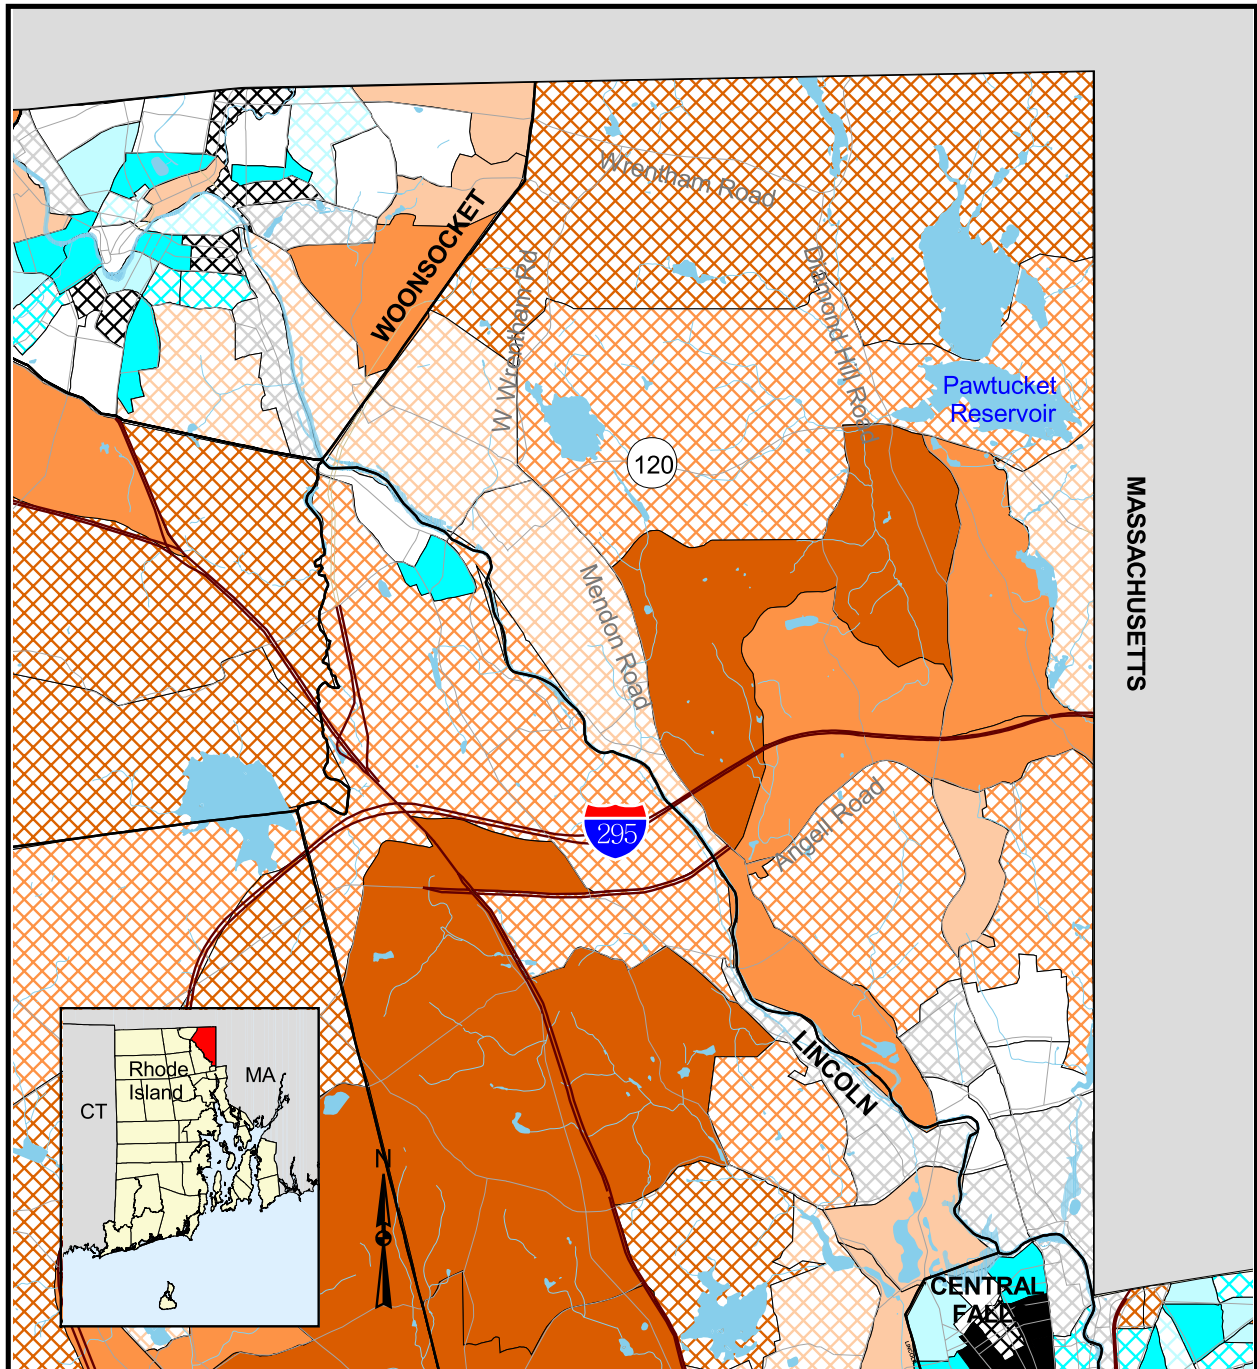 Wrentham Road
WOONSOCKET
W Wrentham Rd
Diamond Hill Road
Pawtucket
Reservoir
120
MASSACHUSETTS
Mendon Road
295
Angell Road
LINCOLN
Rhode
Island
MA
CT
N
CENTRAL
FALL